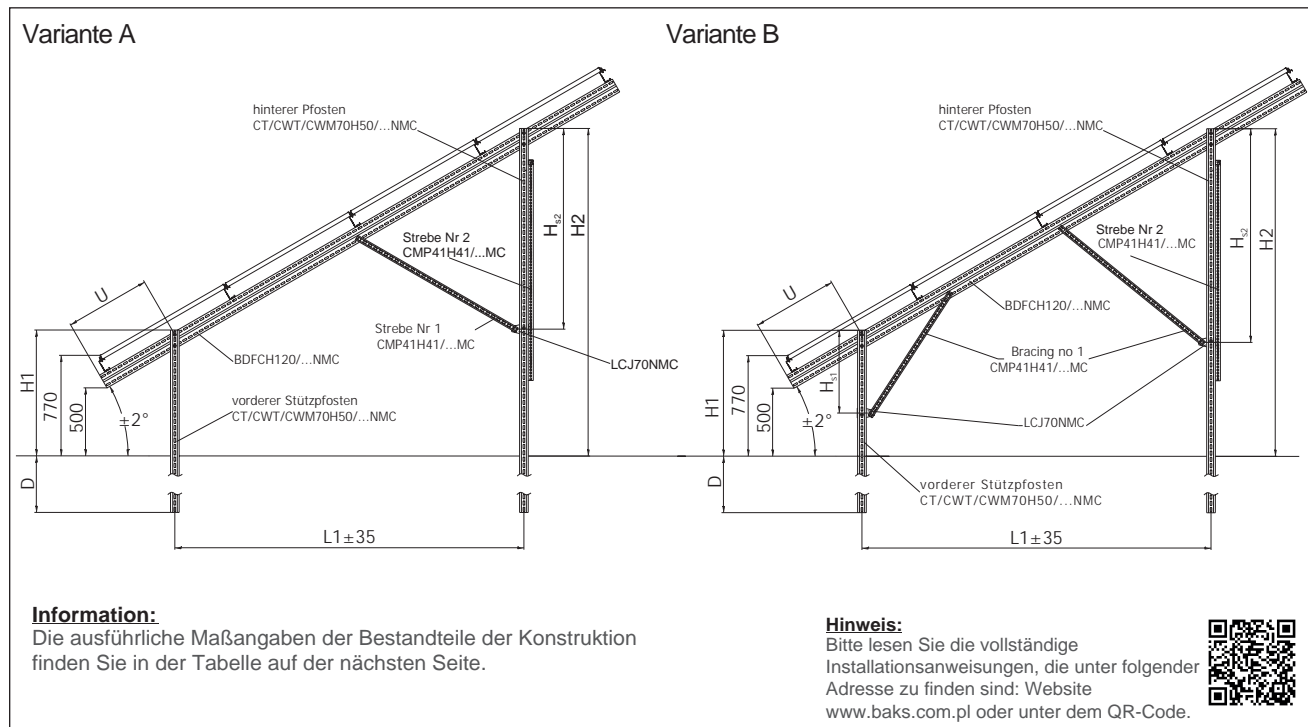 Variante A
hinterer Pfosten
CT/CWT/CWM70H50/...NMC
Strebe Nr 2
CMP41H41/...MC
Strebe Nr 1
CMP41H41/...MC
LCJ70NMC
BDFCH120/...NMC
vorderer Stützpfosten
CT/CWT/CWM70H50/...NMC
U
H1
770
500
±2°
D
Hs2
H2
L1±35
Variante B
hinterer Pfosten
CT/CWT/CWM70H50/...NMC
Strebe Nr 2
CMP41H41/...MC
BDFCH120/...NMC
Bracing no 1
CMP41H41/...MC
LCJ70NMC
vorderer Stützpfosten
CT/CWT/CWM70H50/...NMC
U
H1
770
500
±2°
D
Hs1
Hs2
H2
L1±35
Information:
Die ausführliche Maßangaben der Bestandteile der Konstruktion
finden Sie in der Tabelle auf der nächsten Seite.
Hinweis:
Bitte lesen Sie die vollständige
Installationsanweisungen, die unter folgender
Adresse zu finden sind: Website
www.baks.com.pl oder unter dem QR-Code.